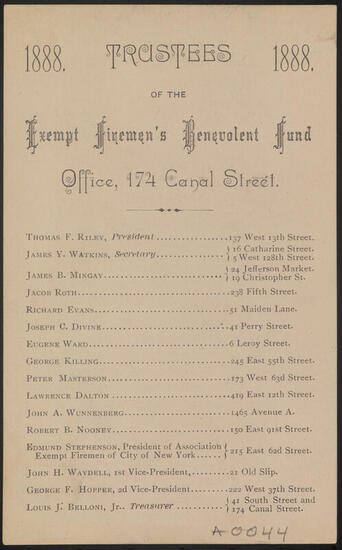 1888. TRUSTEES 1888.
OF THE
Exempt Firemen's Benevolent Fund
Office, 174 Canal Street.
THOMAS F. RILEY, President..................137 West 13th Street.
JAMES Y. WATKINS, Secretary................{ 16 Catharine Street.
5 West 128th Street.
JAMES B. MINGAY............................{ 24 Jefferson Market.
19 Christopher St.
JACOB ROTH.................................238 Fifth Street.
RICHARD EVANS..............................51 Maiden Lane.
JOSEPH C. DIVINE...........................41 Perry Street.
EUGENE WARD................................6 Leroy Street.
GEORGE KILLING.............................245 East 55th Street.
PETER MASTERSON............................173 West 63d Street.
LAWRENCE DALTON............................419 East 12th Street.
JOHN A. WUNNENBERG.........................1465 Avenue A.
ROBERT B. NOONEY...........................150 East 91st Street.
EDMUND STEPHENSON, President of Association
Exempt Firemen of City of New York.......} 215 East 62d Street.
JOHN H. WAYDELL, 1st Vice-President,.......21 Old Slip.
GEORGE F. HOPPER, 2d Vice-President........222 West 37th Street.
LOUIS J. BELLONI, Jr.. Treasurer...........{ 41 South Street and
174 Canal Street.
A0044